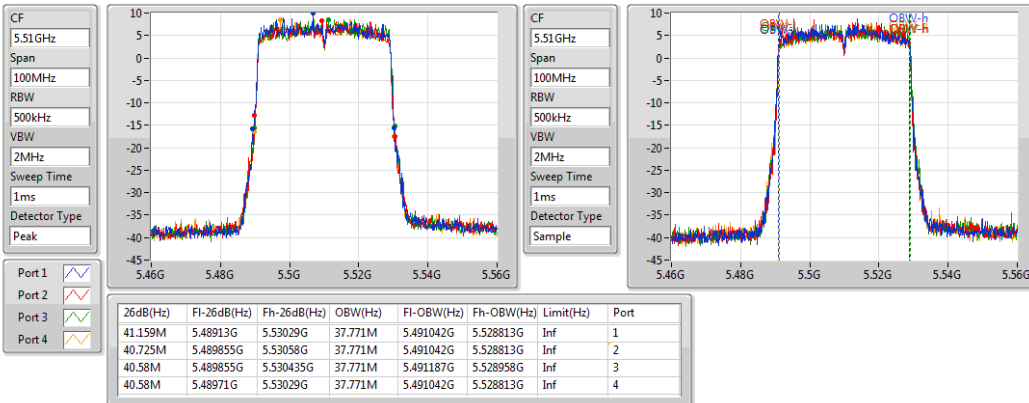 CF
5.51GHz
Span
100MHz
RBW
500kHz
VBW
2MHz
Sweep Time
1ms
Detector Type
Peak
10
5
0
-5
-10
-15
-20
-25
-30
-35
-40
-45
5.46G 5.48G 5.5G 5.52G 5.54G 5.56G
CF
5.51GHz
Span
100MHz
RBW
500kHz
VBW
2MHz
Sweep Time
1ms
Detector Type
Sample
10
5
0
-5
-10
-15
-20
-25
-30
-35
-40
-45
OBW-h
OBW-h
5.46G 5.48G 5.5G 5.52G 5.54G 5.56G
Port 1
Port 2
Port 3
Port 4
26dB(Hz) Fl-26dB(Hz) Fh-26dB(Hz) OBW(Hz) Fl-OBW(Hz) Fh-OBW(Hz) Limit(Hz) Port
41.159M 5.48913G 5.53029G 37.771M 5.491042G 5.528813G Inf 1
40.725M 5.489855G 5.53058G 37.771M 5.491042G 5.528813G Inf 2
40.58M 5.489855G 5.530435G 37.771M 5.491187G 5.528958G Inf 3
40.58M 5.48971G 5.53029G 37.771M 5.491042G 5.528813G Inf 4